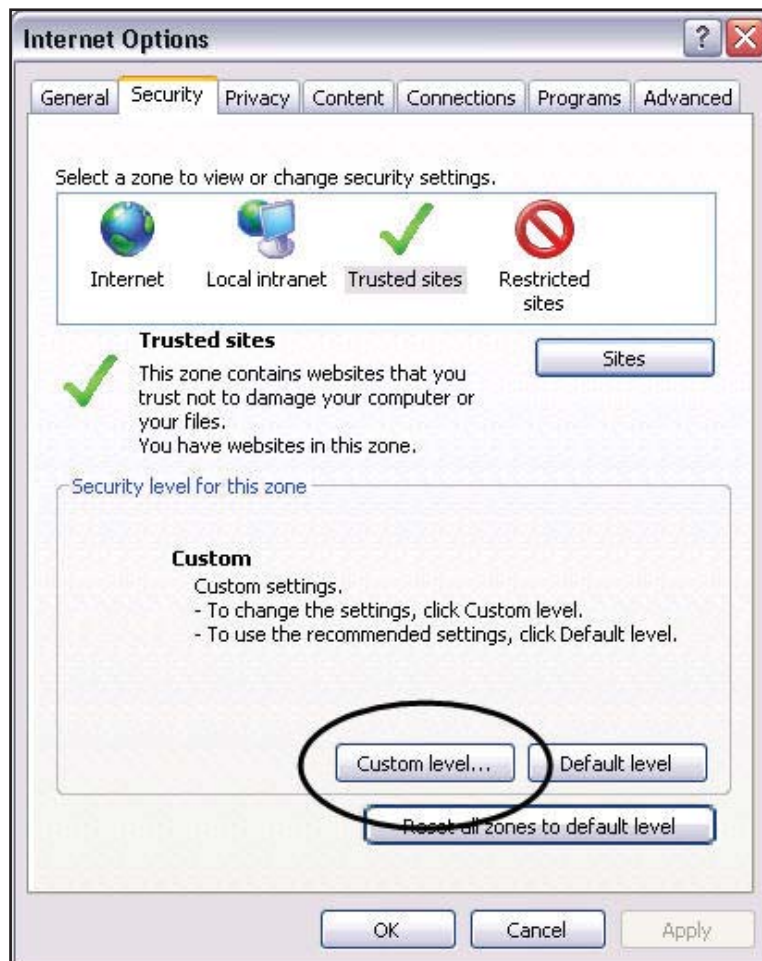 Internet Options
?
General Security Privacy Content Connections Programs Advanced
Select a zone to view or change security settings.
Internet Local intranet Trusted sites Restricted
sites
Trusted sites
Sites
This zone contains websites that you
trust not to damage your computer or
your files.
You have websites in this zone.
Security level for this zone
Custom
Custom settings.
- To change the settings, click Custom level.
- To use the recommended settings, click Default level.
Custom level... Default level
Reset all zones to default level
OK Cancel Apply